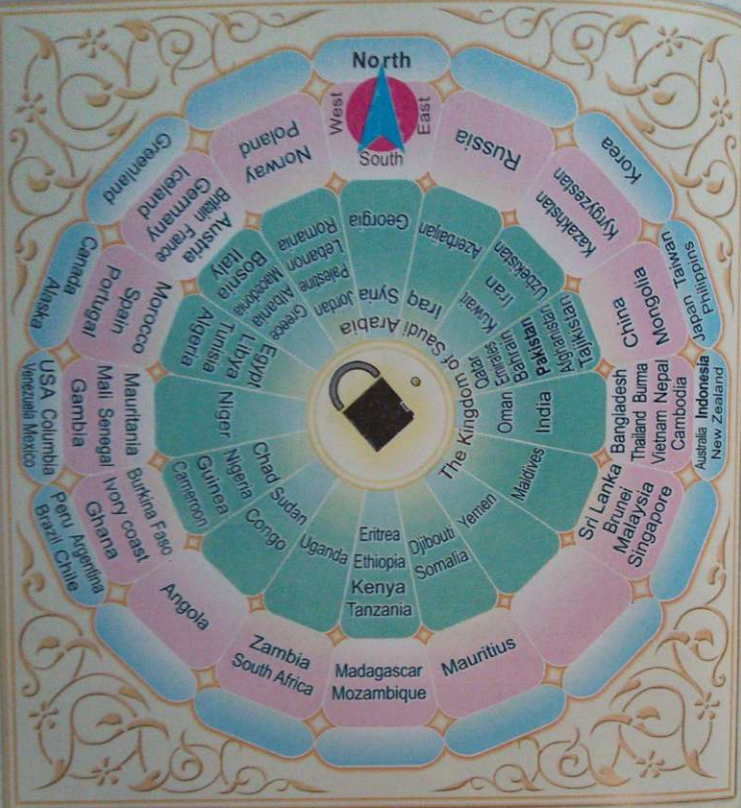 North
West
East
South
Russia
Korea
Kazakhsian
Kyrgyzesian
Japan Taiwan
Philippins
China
Mongolia
Australia Indonesia
New Zealand
Bangladesh
Thailand Burma
Vietnam Nepal
Cambodia
Sri Lanka
Brunei
Malaysia
Singapore
Mauritius
Madagascar
Mozambique
Zambia
South Africa
Angola
Burkina Faso
Ivory coast
Ghana
Peru Argentina
Brazil Chile
Mauritania
Mali Senegal
Gambia
USA Columbia
Venezuela Mexico
Morocco
Spain
Portugal
Canada
Alaska
Austria
Britain France
Germany
Iceland
Greenland
Norway
Poland
Georgia
Syria
Azerbaijan
Iraq
Uzbekistan
Iran
Kuwait
Tajikistan
Afghanistan
Pakistan
Bahrain
Emirates
Qatar
Oman
India
Maldives
Yemen
Djibouti
Somalia
Eritrea
Ethiopia
Kenya
Tanzania
Uganda
Sudan
Congo
Chad
Nigeria
Guinea
Cameroon
Niger
Egypt
Libya
Tunisia
Algeria
Greece
Albania
Macedonia
Italy
Bosnia
Jordan
Palestine
Lebanon
Romania
The Kingdom of Saudi Arabia